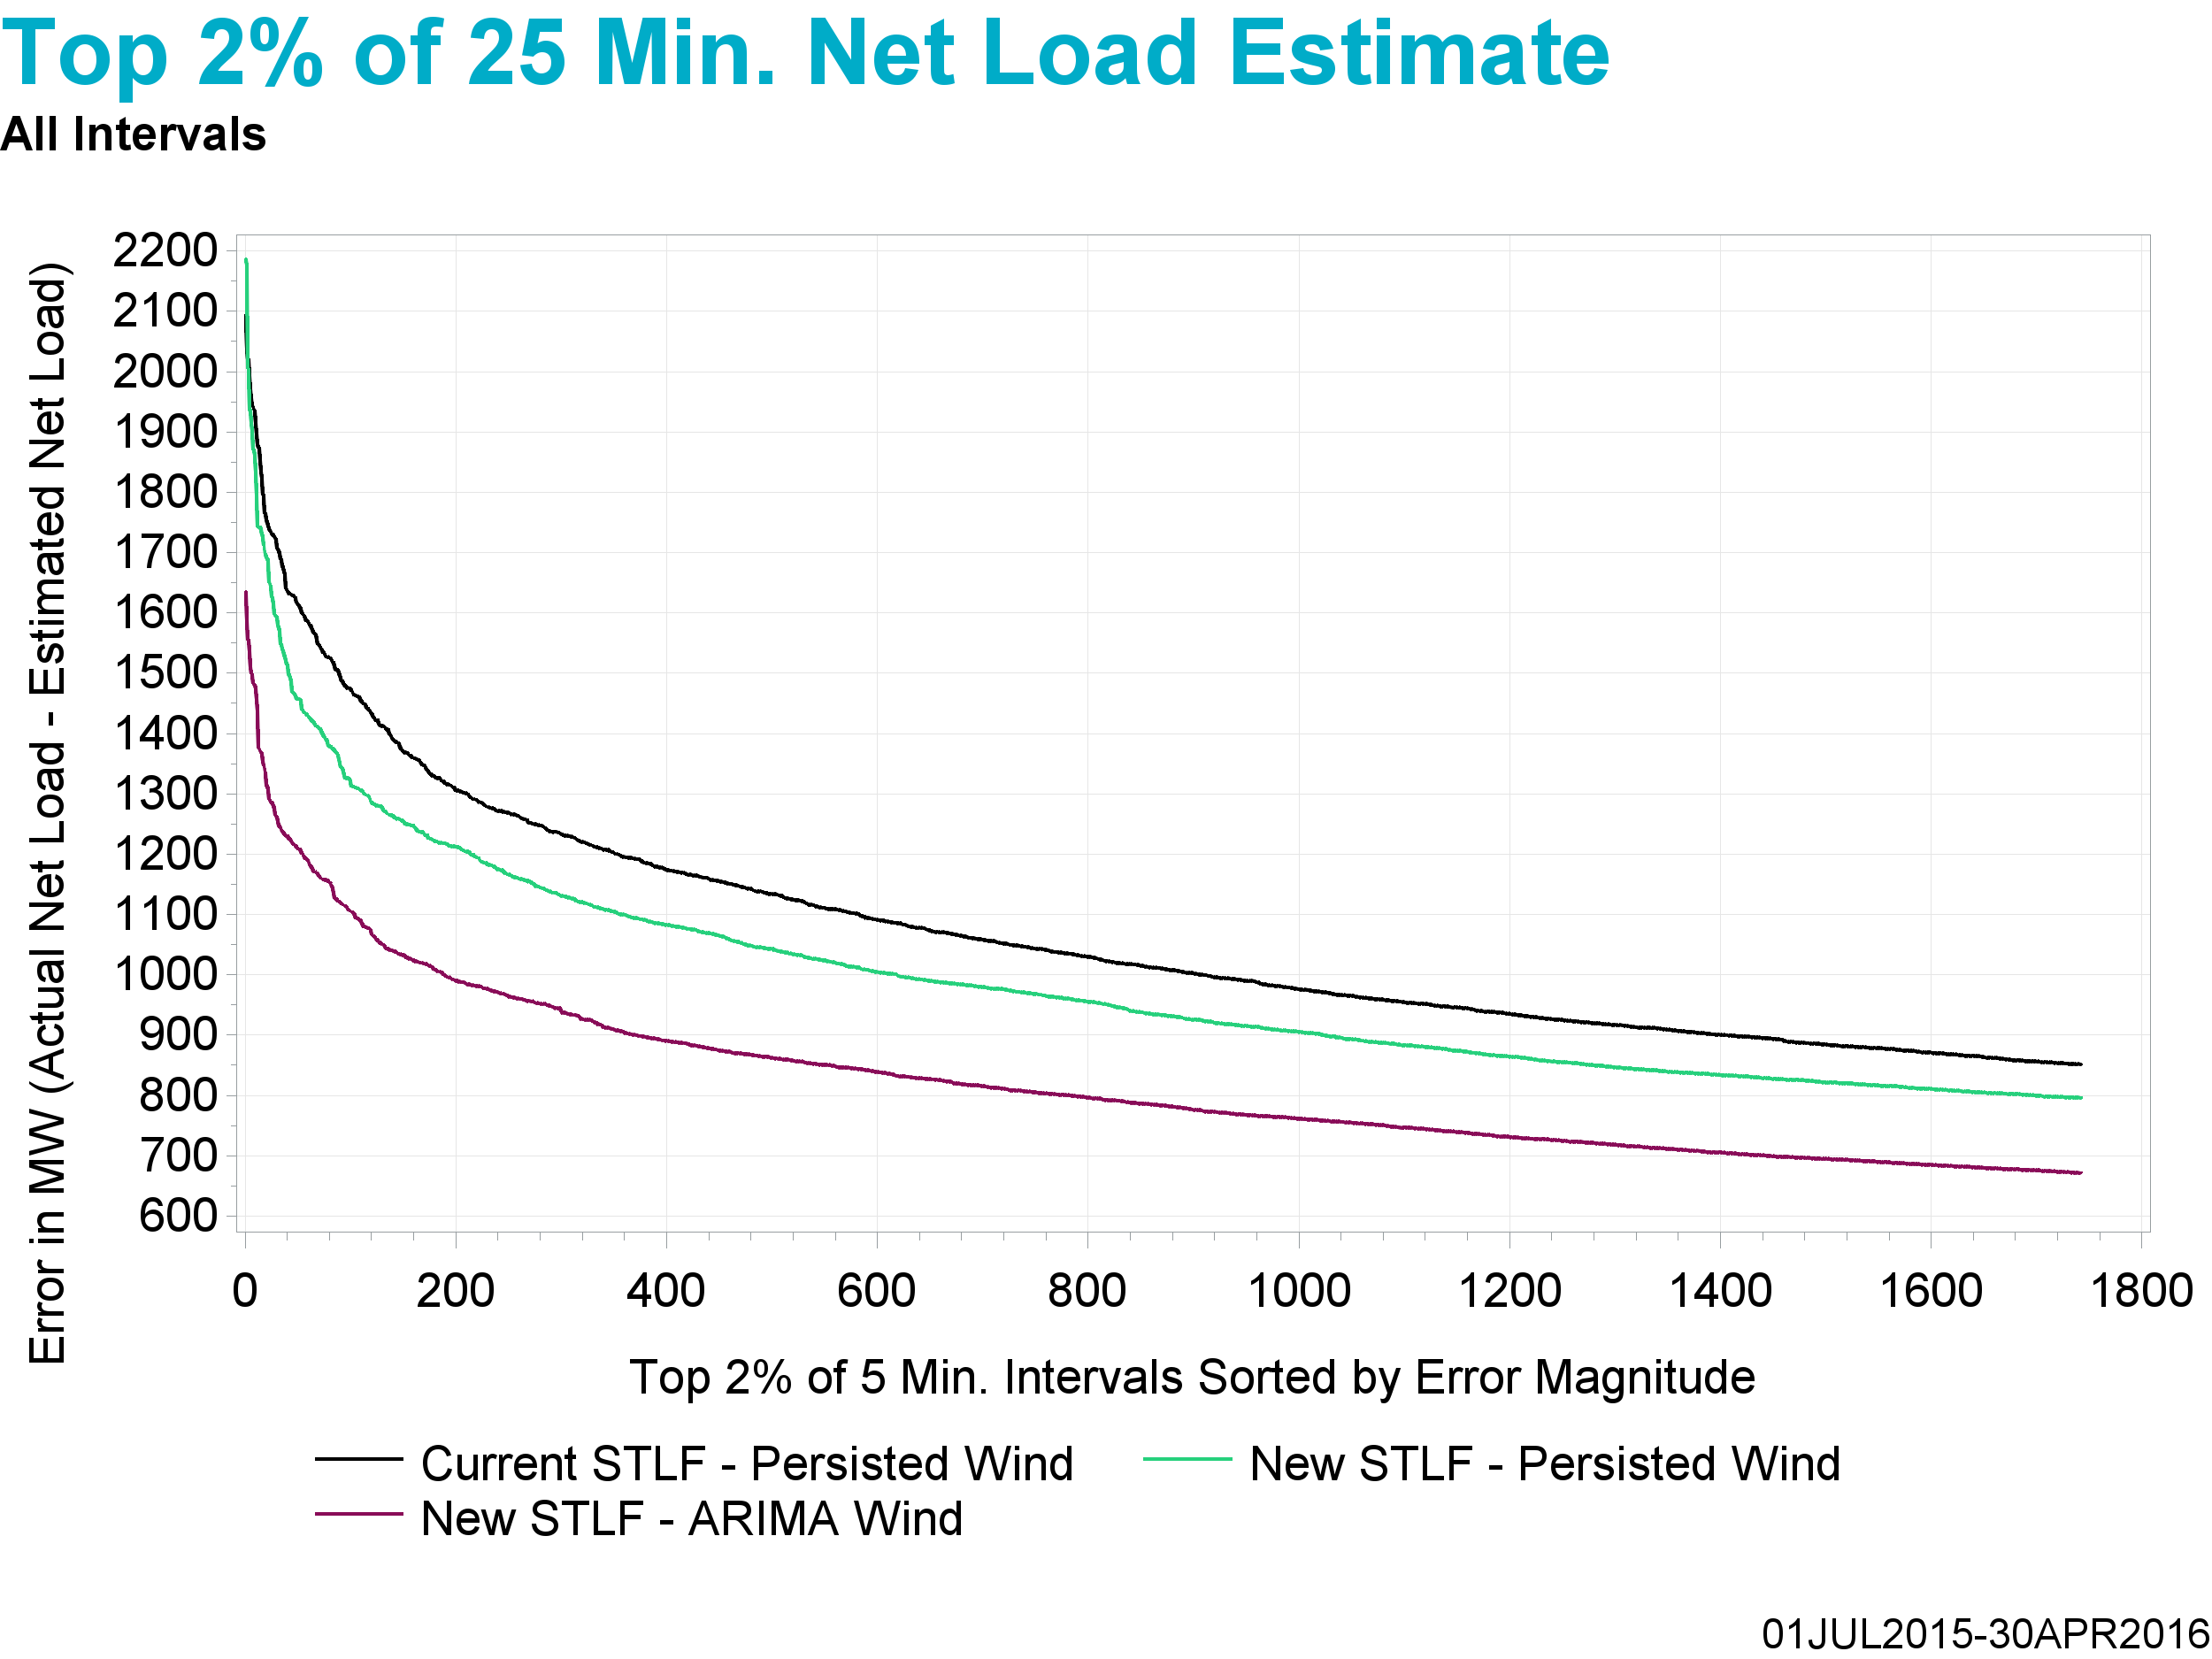 Top 2% of 25 Min. Net Load Estimate
All Intervals
Error in MW (Actual Net Load - Estimated Net Load)
2200
2100
2000
1900
1800
1700
1600
1500
1400
1300
1200
1100
1000
900
800
700
600
0 200 400 600 800 1000 1200 1400 1600 1800
Top 2% of 5 Min. Intervals Sorted by Error Magnitude
Current STLF - Persisted Wind New STLF - Persisted Wind
New STLF - ARIMA Wind
01JUL2015-30APR2016